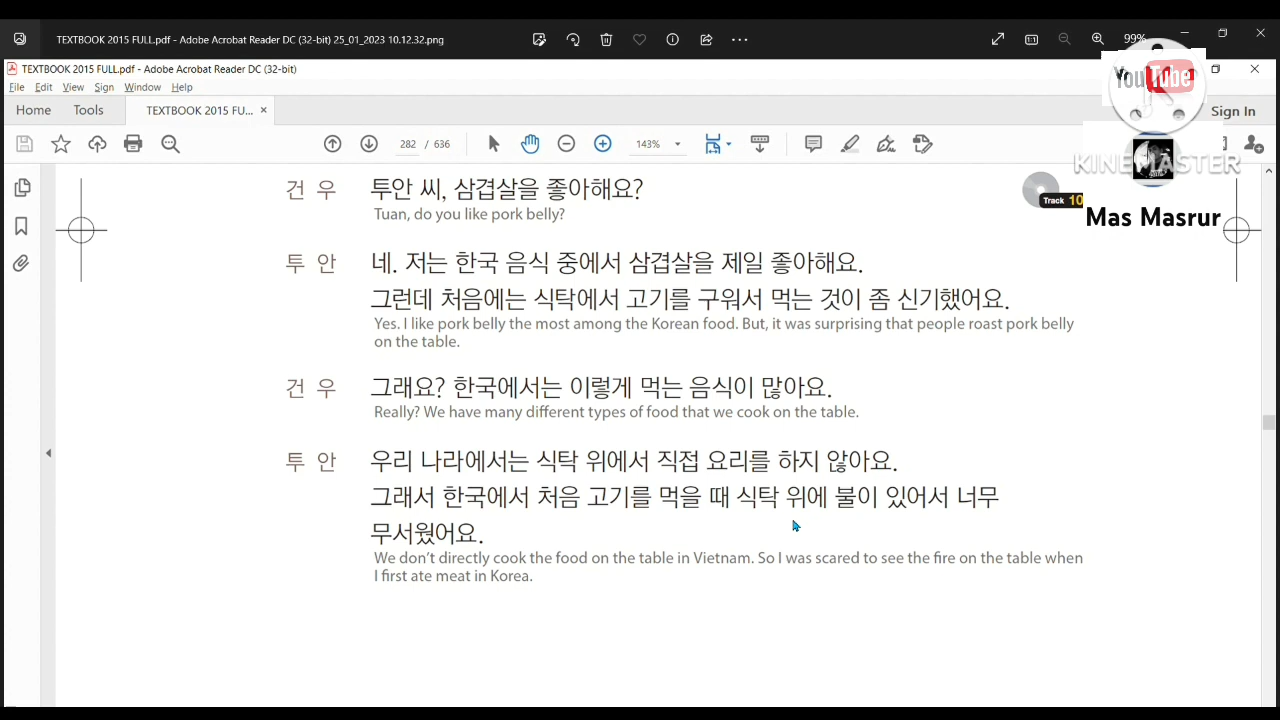 TEXTBOOK 2015 FULL.pdf - Adobe Acrobat Reader DC (32-bit) 25_01_2023 10.12.32.png
99%
TEXTBOOK 2015 FULL.pdf - Adobe Acrobat Reader DC (32-bit)
File Edit View Sign Window Help
YouTube
Home Tools TEXTBOOK 2015 FU... × Sign In
282 / 636 143%
KINEMASTER
건 우 투안 씨, 삼겹살을 좋아해요?
Tuan, do you like pork belly?
Track 10
Mas Masrur
투 안 네. 저는 한국 음식 중에서 삼겹살을 제일 좋아해요.
그런데 처음에는 식탁에서 고기를 구워서 먹는 것이 좀 신기했어요.
Yes. I like pork belly the most among the Korean food. But, it was surprising that people roast pork belly
on the table.
건 우 그래요? 한국에서는 이렇게 먹는 음식이 많아요.
Really? We have many different types of food that we cook on the table.
투 안 우리 나라에서는 식탁 위에서 직접 요리를 하지 않아요.
그래서 한국에서 처음 고기를 먹을 때 식탁 위에 불이 있어서 너무
무서웠어요.
We don't directly cook the food on the table in Vietnam. So I was scared to see the fire on the table when
I first ate meat in Korea.